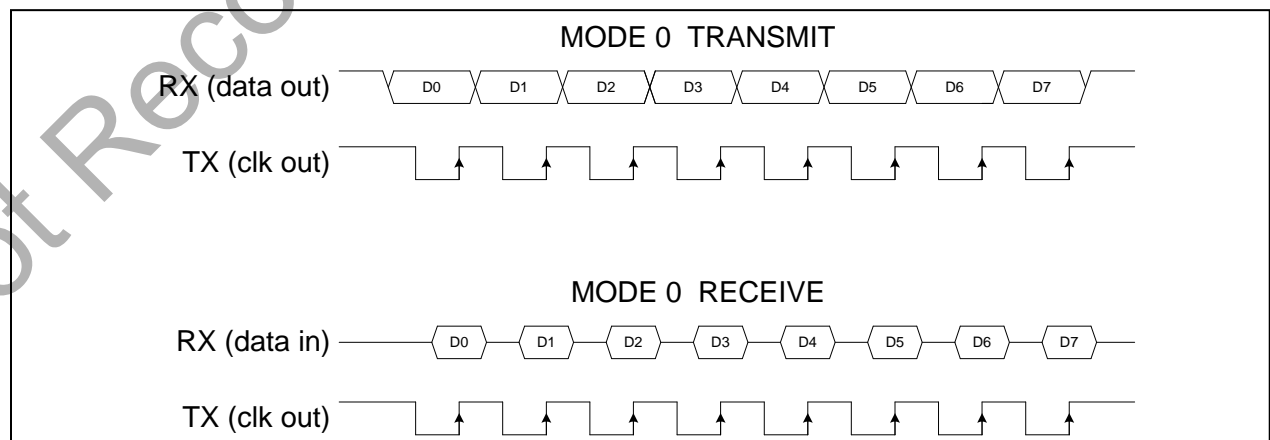 MODE 0 TRANSMIT
RX (data out) D0 D1 D2 D3 D4 D5 D6 D7
TX (clk out)
MODE 0 RECEIVE
RX (data in) D0 D1 D2 D3 D4 D5 D6 D7
TX (clk out)